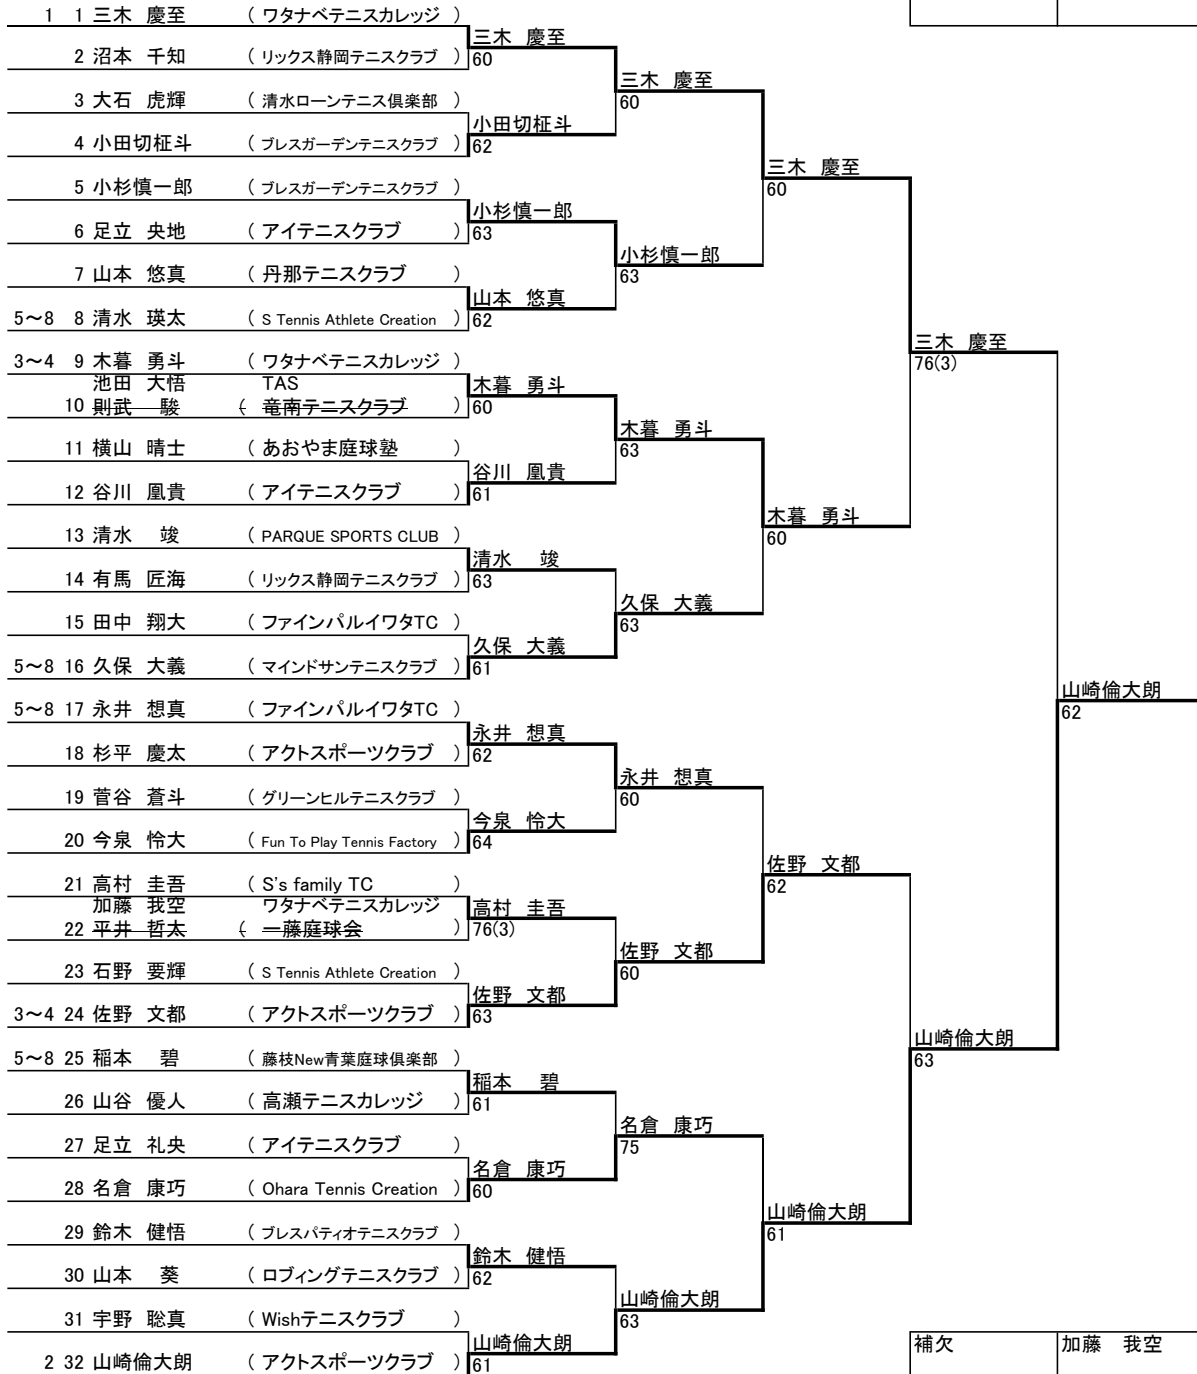 1 1 三木 慶至 ( ワタナベテニスカレッジ )
三木 慶至
60
2 沼本 千知 ( リックス静岡テニスクラブ )
三木 慶至
60
3 大石 虎輝 ( 清水ローンテニス倶楽部 )
小田切柾斗
62
4 小田切柾斗 ( ブレスガーデンテニスクラブ )
三木 慶至
60
5 小杉慎一郎 ( ブレスガーデンテニスクラブ )
小杉慎一郎
63
6 足立 央地 ( アイテニスクラブ )
小杉慎一郎
63
7 山本 悠真 ( 丹那テニスクラブ )
山本 悠真
62
5～8 8 清水 瑛太 ( S Tennis Athlete Creation )
三木 慶至
76(3)
3～4 9 木暮 勇斗 ( ワタナベテニスカレッジ )
池田 大悟 TAS
木暮 勇斗
60
10 則武 駿 ( 竜南テニスクラブ )
木暮 勇斗
63
11 横山 晴士 ( あおやま庭球塾 )
谷川 凰貴
61
12 谷川 凰貴 ( アイテニスクラブ )
木暮 勇斗
60
13 清水 竣 ( PARQUE SPORTS CLUB )
清水 竣
63
14 有馬 匠海 ( リックス静岡テニスクラブ )
久保 大義
63
15 田中 翔大 ( ファインパルイワタTC )
久保 大義
61
5～8 16 久保 大義 ( マインドサンテニスクラブ )
山崎倫大朗
62
5～8 17 永井 想真 ( ファインパルイワタTC )
永井 想真
62
18 杉平 慶太 ( アクトスポーツクラブ )
永井 想真
60
19 菅谷 蒼斗 ( グリーンヒルテニスクラブ )
今泉 怜大
64
20 今泉 怜大 ( Fun To Play Tennis Factory )
佐野 文都
62
21 高村 圭吾 ( S's family TC )
加藤 我空 ワタナベテニスカレッジ
高村 圭吾
76(3)
22 平井 哲太 ( 一藤庭球会 )
佐野 文都
60
23 石野 要輝 ( S Tennis Athlete Creation )
佐野 文都
63
3～4 24 佐野 文都 ( アクトスポーツクラブ )
山崎倫大朗
63
5～8 25 稲本 碧 ( 藤枝New青葉庭球倶楽部 )
稲本 碧
61
26 山谷 優人 ( 高瀬テニスカレッジ )
名倉 康巧
75
27 足立 礼央 ( アイテニスクラブ )
名倉 康巧
60
28 名倉 康巧 ( Ohara Tennis Creation )
山崎倫大朗
61
29 鈴木 健悟 ( ブレスパティオテニスクラブ )
鈴木 健悟
62
30 山本 葵 ( ロブィングテニスクラブ )
山崎倫大朗
63
31 宇野 聡真 ( Wishテニスクラブ )
山崎倫大朗
61
2 32 山崎倫大朗 ( アクトスポーツクラブ )
補欠 加藤 我空